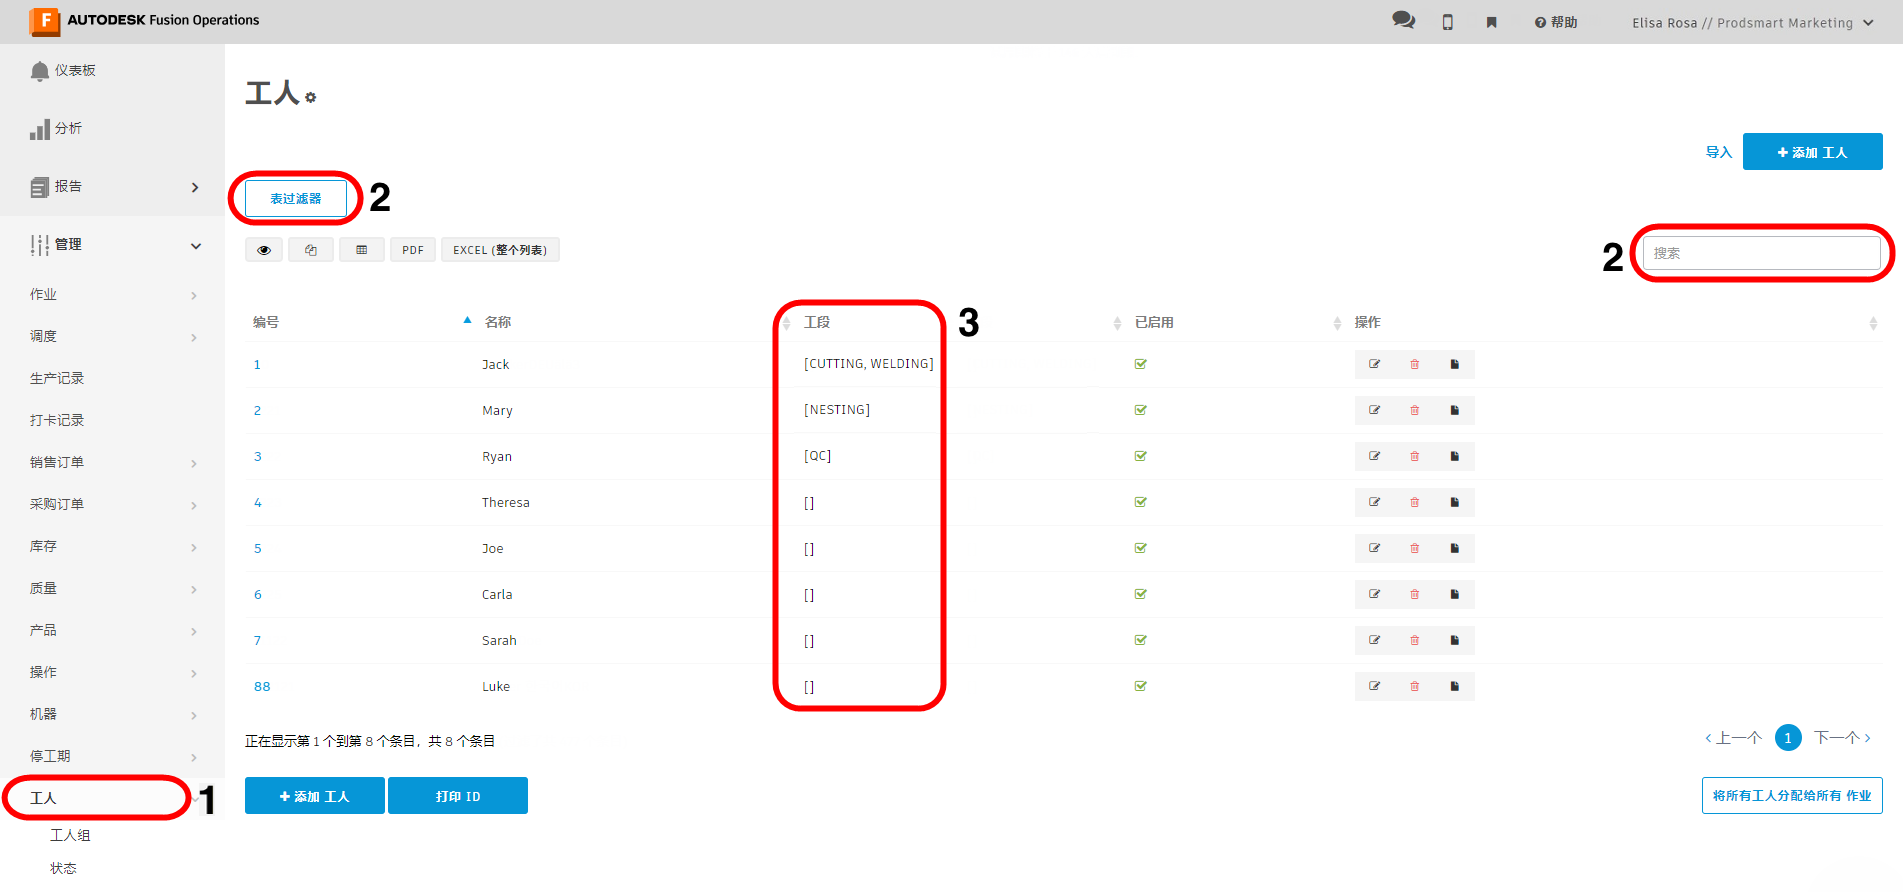 F AUTODESK Fusion Operations
帮助
Elisa Rosa // Prodsmart Marketing
仪表板
分析
报告
管理
作业
调度
生产记录
打卡记录
销售订单
采购订单
库存
质量
产品
操作
机器
停工期
工人
1
工人组
状态
工人
导入
添加 工人
表过滤器
2
PDF
EXCEL (整个列表)
2
搜索
编号 名称 工段 已启用 操作
3
1 Jack [CUTTING, WELDING]
2 Mary [NESTING]
3 Ryan [QC]
4 Theresa []
5 Joe []
6 Carla []
7 Sarah []
88 Luke []
正在显示第 1 个到第 8 个条目，共 8 个条目
上一个 1 下一个
添加 工人
打印 ID
将所有工人分配给所有 作业